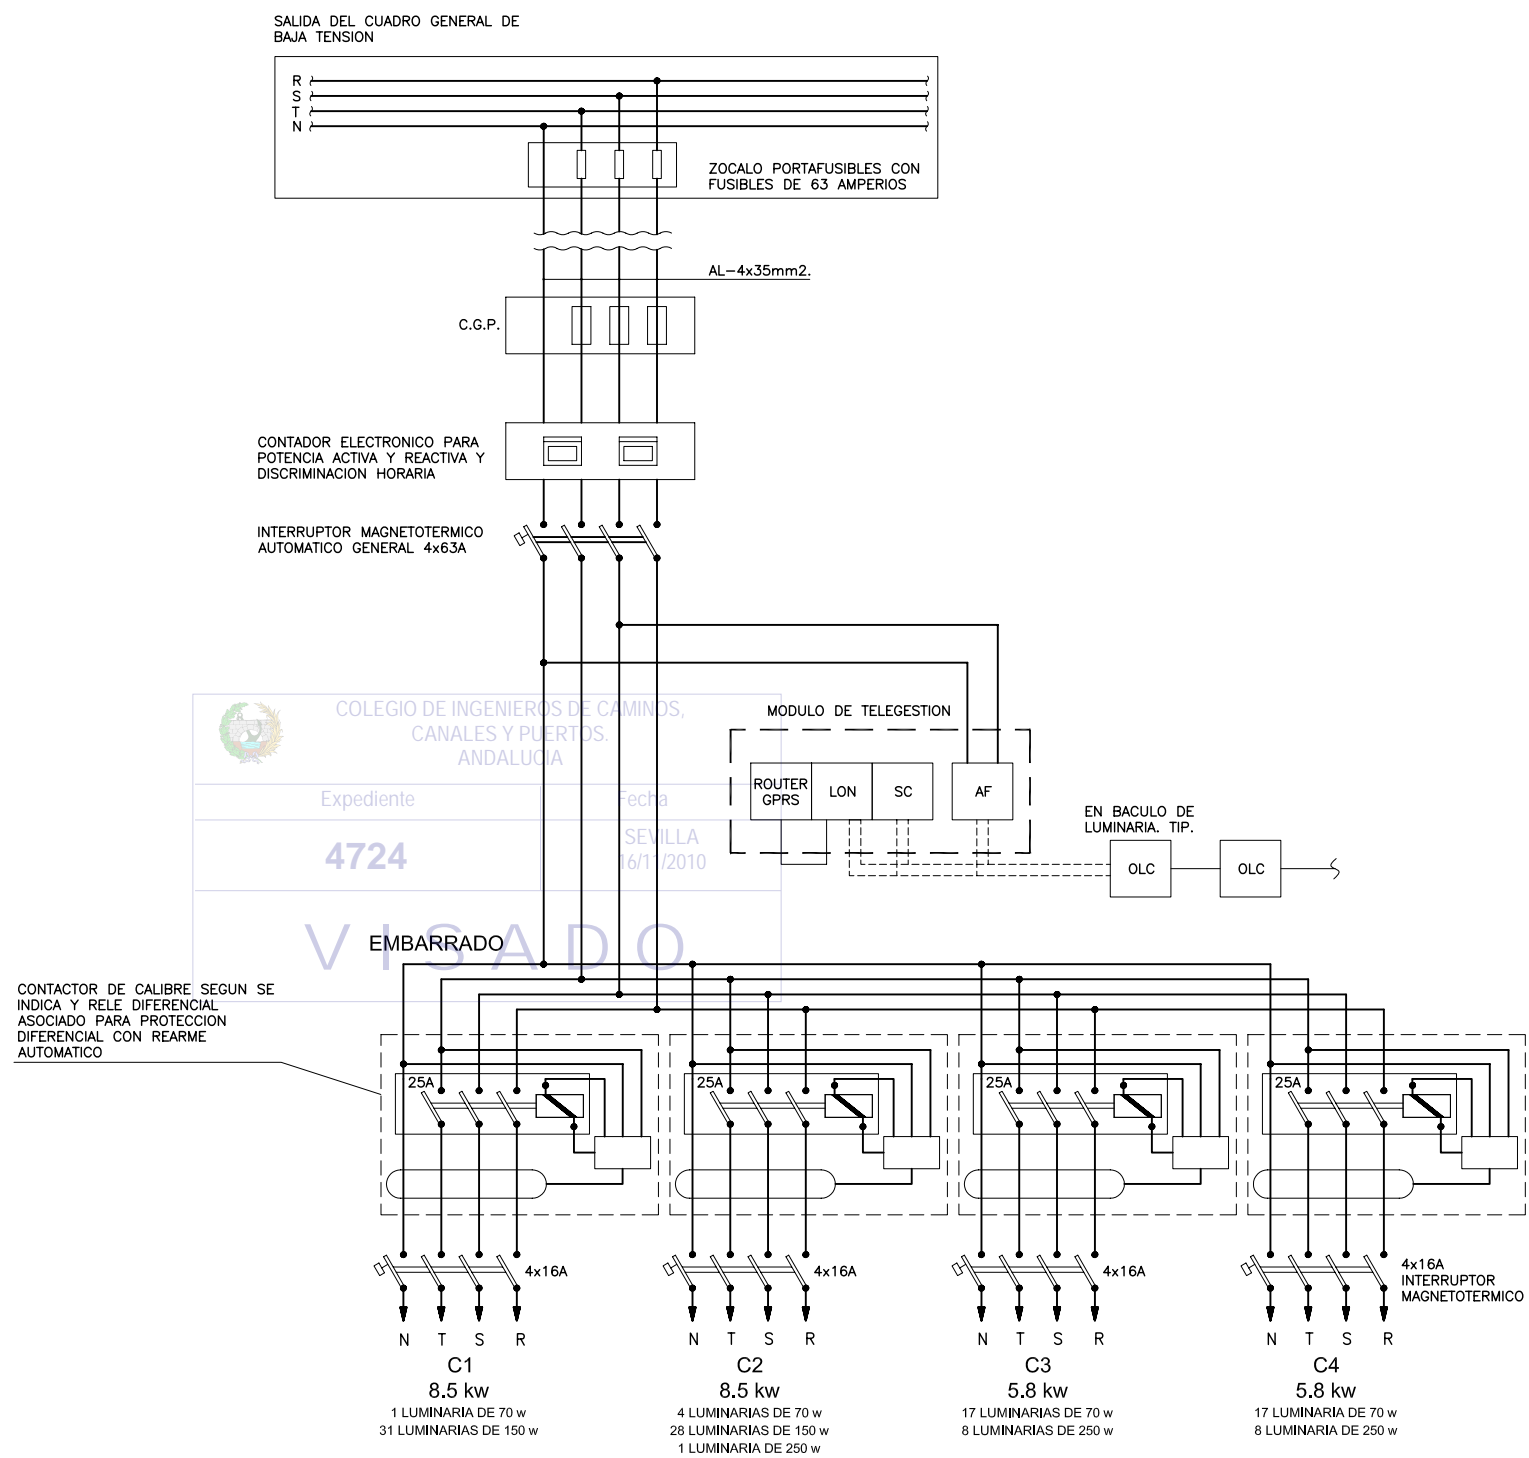 SALIDA DEL CUADRO GENERAL DE
BAJA TENSION
R
S
T
N
ZOCALO PORTAFUSIBLES CON
FUSIBLES DE 63 AMPERIOS
AL-4x35mm2.
C.G.P.
CONTADOR ELECTRONICO PARA
POTENCIA ACTIVA Y REACTIVA Y
DISCRIMINACION HORARIA
INTERRUPTOR MAGNETOTERMICO
AUTOMATICO GENERAL 4x63A
COLEGIO DE INGENIEROS DE CAMINOS,
CANALES Y PUERTOS.
ANDALUCIA
Expediente
Fecha
4724
SEVILLA
16/11/2010
VISADO
MODULO DE TELEGESTION
ROUTER
GPRS
LON
SC
AF
EN BACULO DE
LUMINARIA. TIP.
OLC
OLC
EMBARRADO
CONTACTOR DE CALIBRE SEGUN SE
INDICA Y RELE DIFERENCIAL
ASOCIADO PARA PROTECCION
DIFERENCIAL CON REARME
AUTOMATICO
25A
25A
25A
25A
4x16A
4x16A
4x16A
4x16A
INTERRUPTOR
MAGNETOTERMICO
N T S R
N T S R
N T S R
N T S R
C1
8.5 kw
1 LUMINARIA DE 70 w
31 LUMINARIAS DE 150 w
C2
8.5 kw
4 LUMINARIAS DE 70 w
28 LUMINARIAS DE 150 w
1 LUMINARIA DE 250 w
C3
5.8 kw
17 LUMINARIAS DE 70 w
8 LUMINARIAS DE 250 w
C4
5.8 kw
17 LUMINARIA DE 70 w
8 LUMINARIA DE 250 w